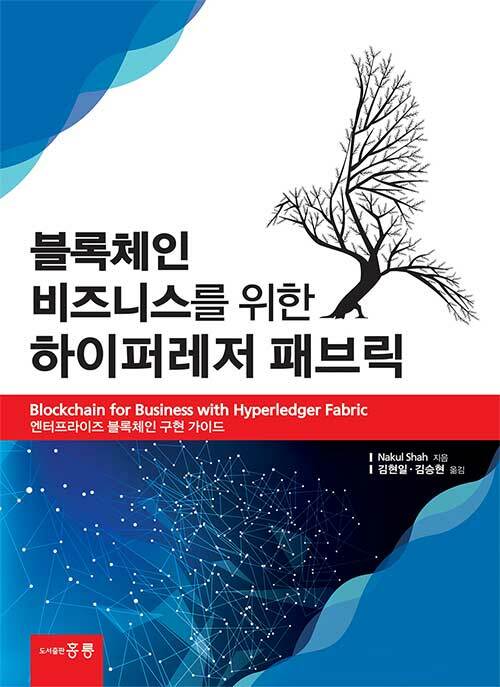 블록체인
비즈니스를 위한
하이퍼레저 패브릭
Blockchain for Business with Hyperledger Fabric
엔터프라이즈 블록체인 구현 가이드
Nakul Shah 지음
김현일 · 김승현 옮김
도서출판 홍릉